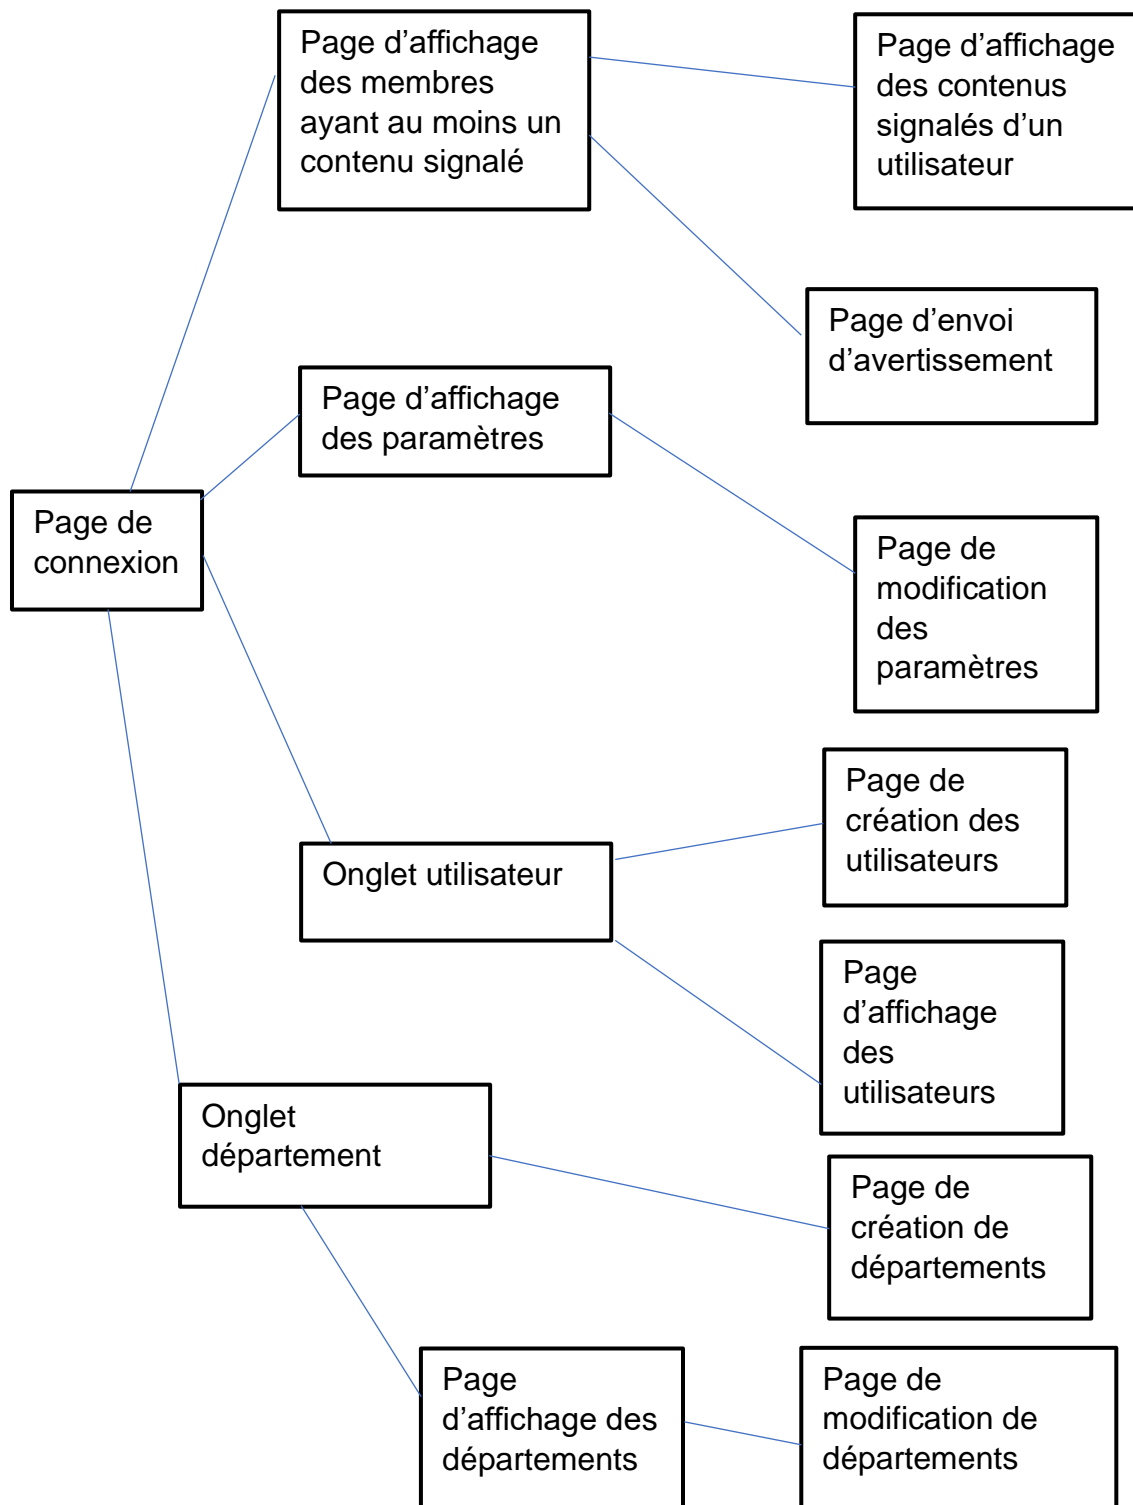 Page d’affichage
des membres
ayant au moins un
contenu signalé
Page d’affichage
des contenus
signalés d’un
utilisateur
Page d’envoi
d’avertissement
Page d’affichage
des paramètres
Page de
connexion
Page de
modification
des
paramètres
Page de
création des
utilisateurs
Onglet utilisateur
Page
d’affichage
des
utilisateurs
Onglet
département
Page de
création de
départements
Page
d’affichage des
départements
Page de
modification de
départements